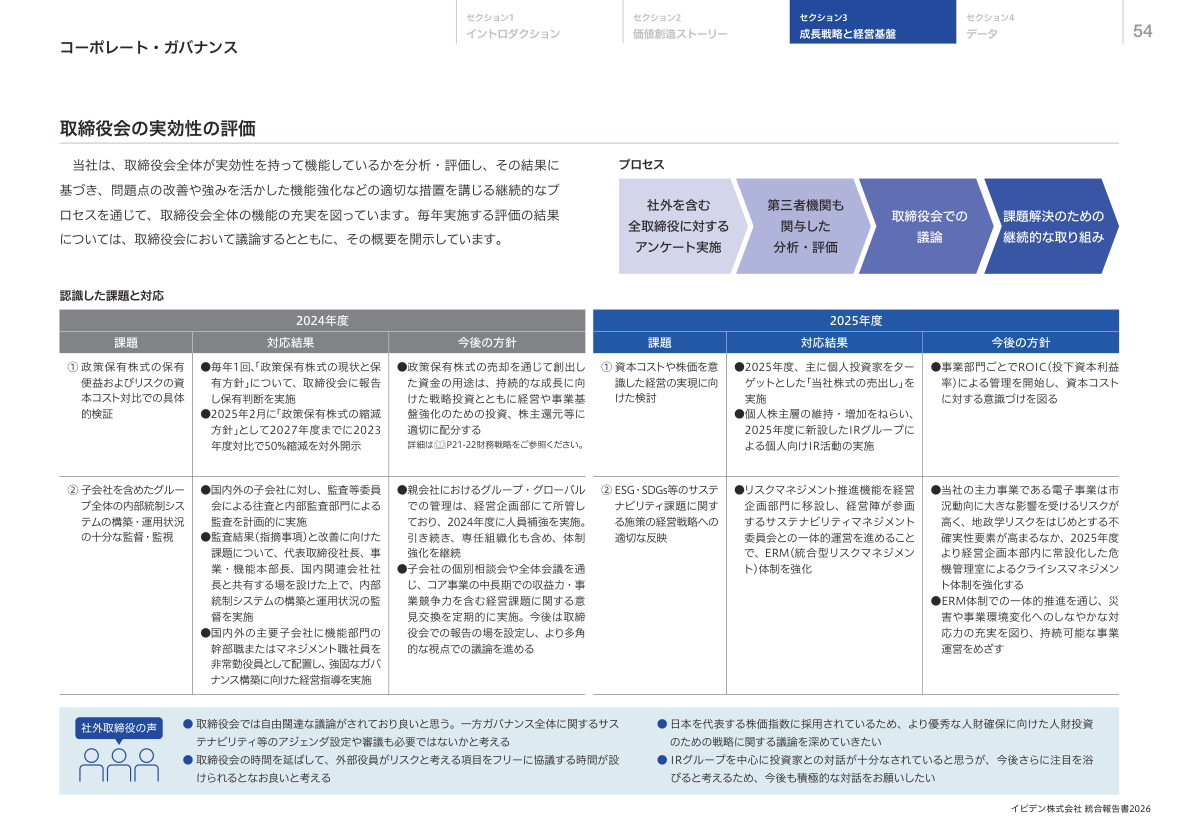 コーポレート・ガバナンス
セクション1
イントロダクション
セクション2
価値創造ストーリー
セクション3
成長戦略と経営基盤
セクション4
データ
54
取締役会の実効性の評価
当社は、取締役会全体が実効性を持って機能しているかを分析・評価し、その結果に
基づき、問題点の改善や強みを活かした機能強化などの適切な措置を講じる継続的なプ
ロセスを通じて、取締役会全体の機能の充実を図っています。毎年実施する評価の結果
については、取締役会において議論するとともに、その概要を開示しています。
プロセス
社外を含む
全取締役に対する
アンケート実施
第三者機関も
関与した
分析・評価
取締役会での
議論
課題解決のための
継続的な取り組み
認識した課題と対応
2024年度
課題
対応結果
今後の方針
① 政策保有株式の保有
便益およびリスクの資
本コスト対比での具体
的検証
●毎年1回、「政策保有株式の現状と保
有方針」について、取締役会に報告
し保有判断を実施
●2025年2月に「政策保有株式の縮減
方針」として2027年度までに2023
年度対比で50%縮減を対外開示
●政策保有株式の売却を通じて創出し
た資金の用途は、持続的な成長に向
けた戦略投資とともに経営や事業基
盤強化のための投資、株主還元等に
適切に配分する
詳細はP21-22財務戦略をご参照ください。
② 子会社を含めたグルー
プ全体の内部統制シス
テムの構築・運用状況
の十分な監督・監視
●国内外の子会社に対し、監査等委員
会による往査と内部監査部門による
監査を計画的に実施
●監査結果(指摘事項)と改善に向けた
課題について、代表取締役社長、事
業・機能本部長、国内関連会社社
長と共有する場を設けた上で、内部
統制システムの構築と運用状況の監
督を実施
●国内外の主要子会社に機能部門の
幹部職またはマネジメント職社員を
非常勤役員として配置し、強固なガバ
ナンス構築に向けた経営指導を実施
●親会社におけるグループ・グローバル
での管理は、経営企画部にて所管し
ており、2024年度に人員補強を実施。
引き続き、専任組織化も含め、体制
強化を継続
●子会社の個別相談会や全体会議を通
じ、コア事業の中長期での収益力・事
業競争力を含む経営課題に関する意
見交換を定期的に実施。今後は取締
役会での報告の場を設定し、より多角
的な視点での議論を進める
2025年度
課題
対応結果
今後の方針
① 資本コストや株価を意
識した経営の実現に向
けた検討
●2025年度、主に個人投資家をター
ゲットとした「当社株式の売出し」を
実施
●個人株主層の維持・増加をねらい、
2025年度に新設したIRグループに
よる個人向けIR活動の実施
●事業部門ごとでROIC(投下資本利益
率)による管理を開始し、資本コスト
に対する意識づけを図る
② ESG・SDGs等のサステ
ナビリティ課題に関す
る施策の経営戦略への
適切な反映
●リスクマネジメント推進機能を経営
企画部門に移設し、経営陣が参画
するサステナビリティマネジメント
委員会との一体的運営を進めること
で、ERM(統合型リスクマネジメン
ト)体制を強化
●当社の主力事業である電子事業は市
況動向に大きな影響を受けるリスクが
高く、地政学リスクをはじめとする不
確実性要素が高まるなか、2025年度
より経営企画本部内に常設化した危
機管理室によるクライシスマネジメン
ト体制を強化する
●ERM体制での一体的推進を通じ、災
害や事業環境変化へのしなやかな対
応力の充実を図り、持続可能な事業
運営をめざす
社外取締役の声
● 取締役会では自由闊達な議論がされており良いと思う。一方ガバナンス全体に関するサス
テナビリティ等のアジェンダ設定や審議も必要ではないかと考える
● 取締役会の時間を延ばして、外部役員がリスクと考える項目をフリーに協議する時間が設
けられるとなお良いと考える
● 日本を代表する株価指数に採用されているため、より優秀な人財確保に向けた人財投資
のための戦略に関する議論を深めていきたい
● IRグループを中心に投資家との対話が十分なされていると思うが、今後さらに注目を浴
びると考えるため、今後も積極的な対話をお願いしたい
イビデン株式会社 統合報告書2026